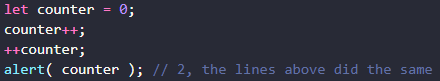 let counter = 0;
counter++;
++counter;
alert( counter ); // 2, the lines above did the same